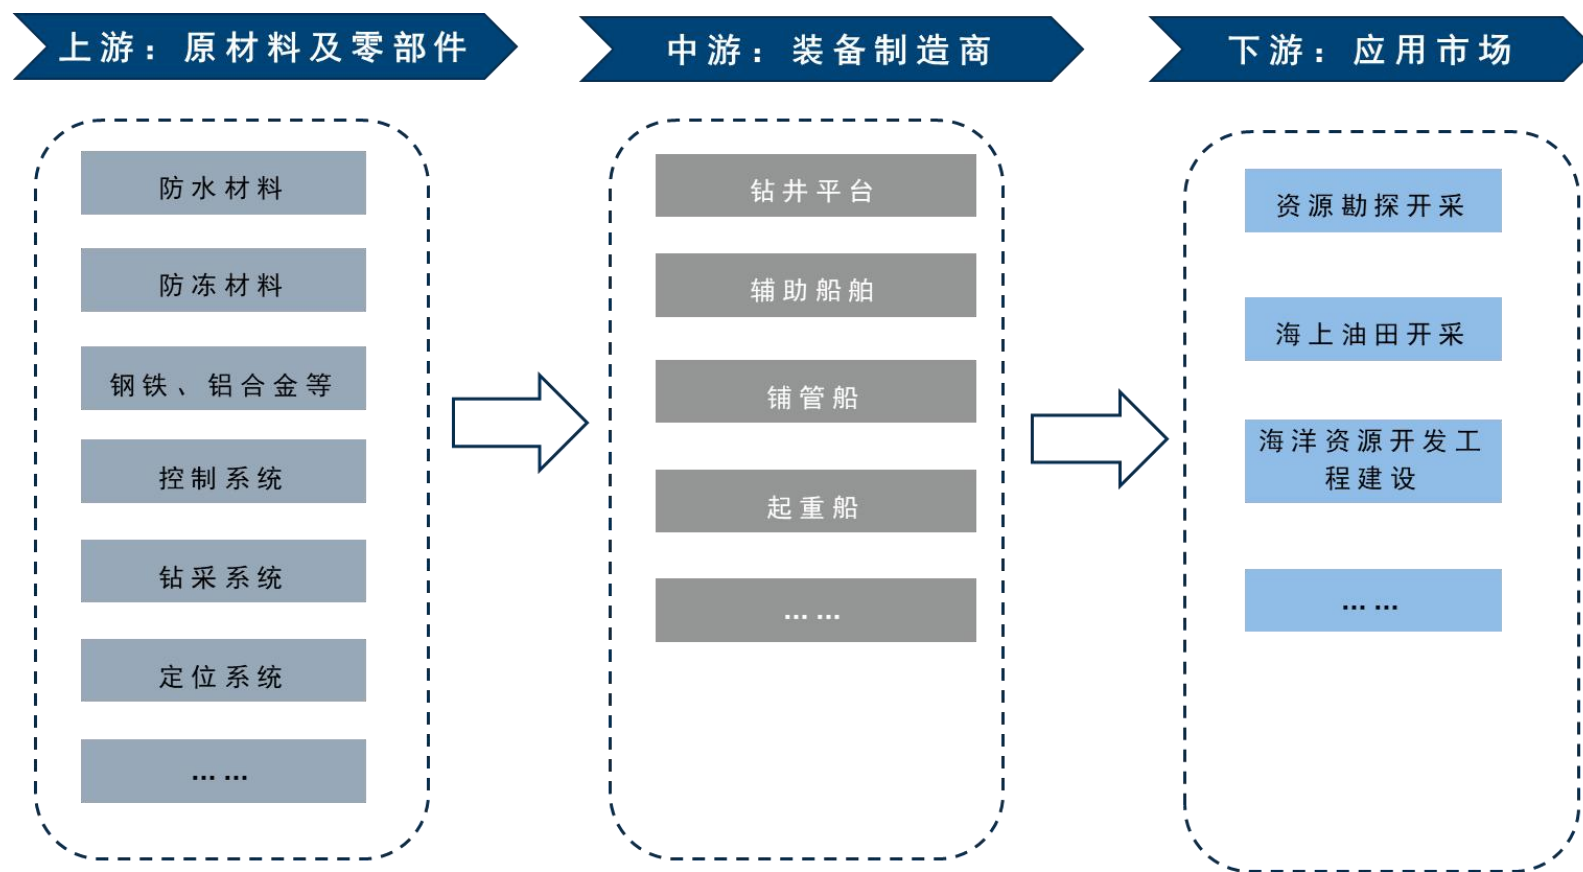 上游：原材料及零部件
防水材料
防冻材料
钢铁、铝合金等
控制系统
钻采系统
定位系统
……
中游：装备制造商
钻井平台
辅助船舶
铺管船
起重船
……
下游：应用市场
资源勘探开采
海上油田开采
海洋资源开发工
程建设
……